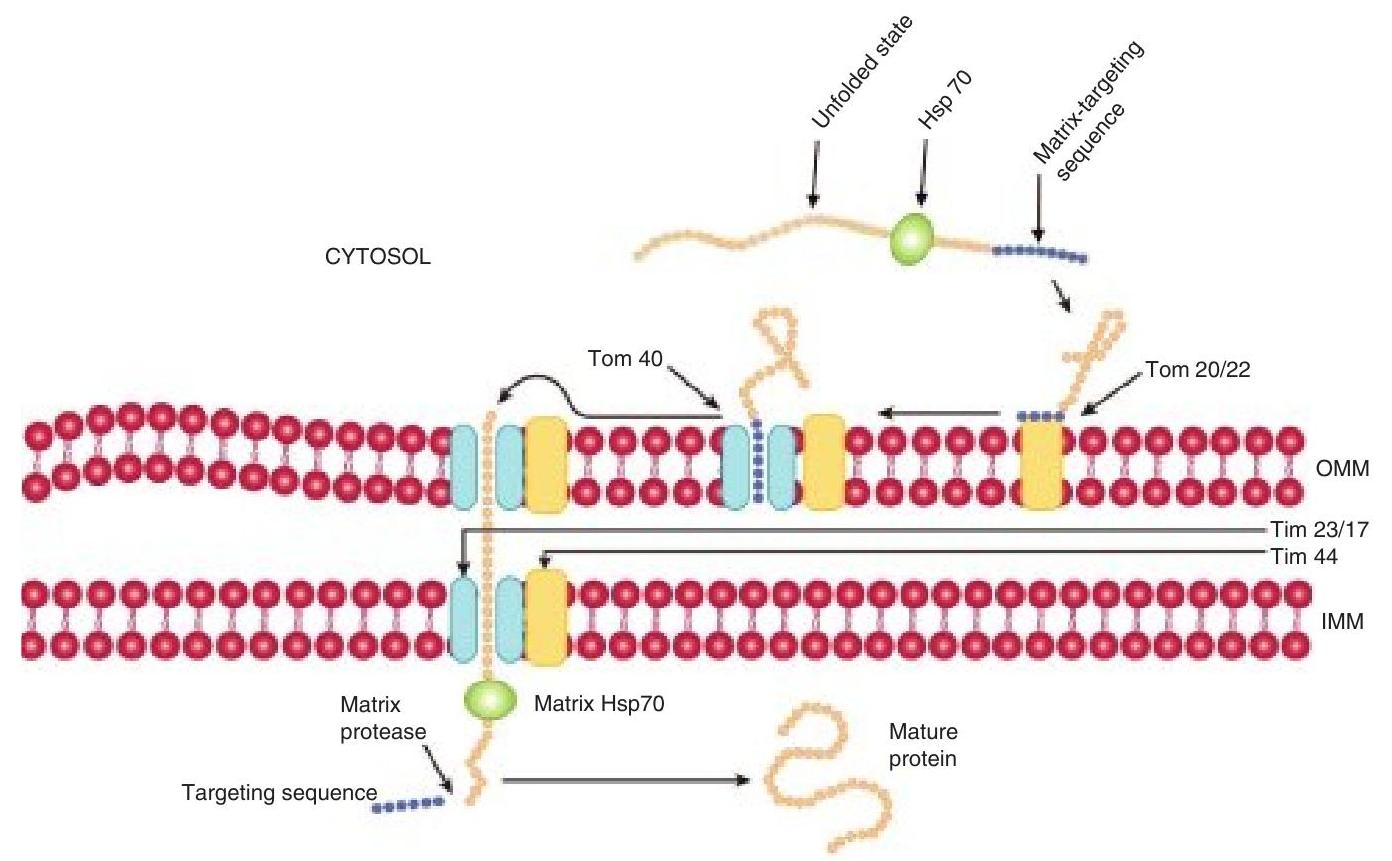 Unfolded state
Hsp 70
Matrix-targeting
sequence
CYTOSOL
Tom 40
Tom 20/22
OMM
Tim 23/17
Tim 44
IMM
Matrix
protease
Matrix Hsp70
Mature
protein
Targeting sequence